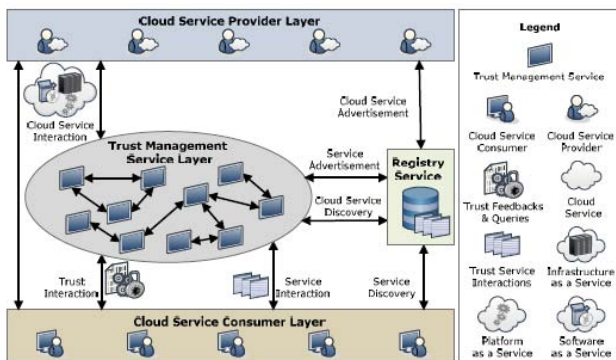 Cloud Service Provider Layer
Cloud Service
Interaction
Cloud Service
Advertisement
Trust Management
Service Layer
Service
Advertisement
Registry
Service
Cloud Service
Discovery
Trust
Interaction
Service
Interaction
Service
Discovery
Cloud Service Consumer Layer
Legend
Trust Management Service
Cloud Service
Consumer
Cloud Service
Provider
Trust Feedbacks
& Queries
Cloud
Service
Trust Service
Interactions
Infrastructure
as a Service
Platform
as a Service
Software
as a Service